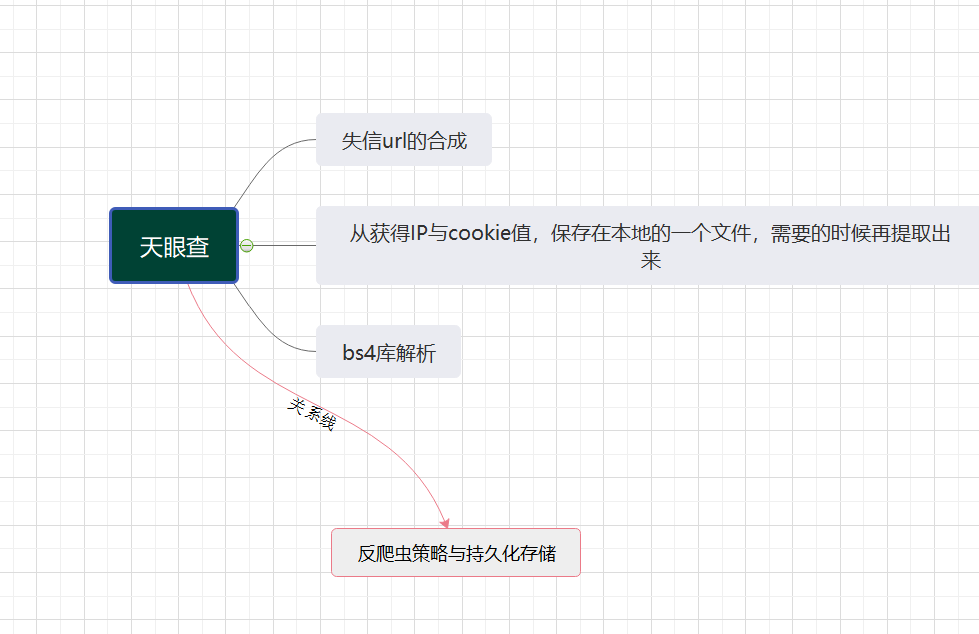 失信url的合成
从获得IP与cookie值，保存在本地的一个文件，需要的时候再提取出
来
天眼查
bs4库解析
关系线
反爬虫策略与持久化存储